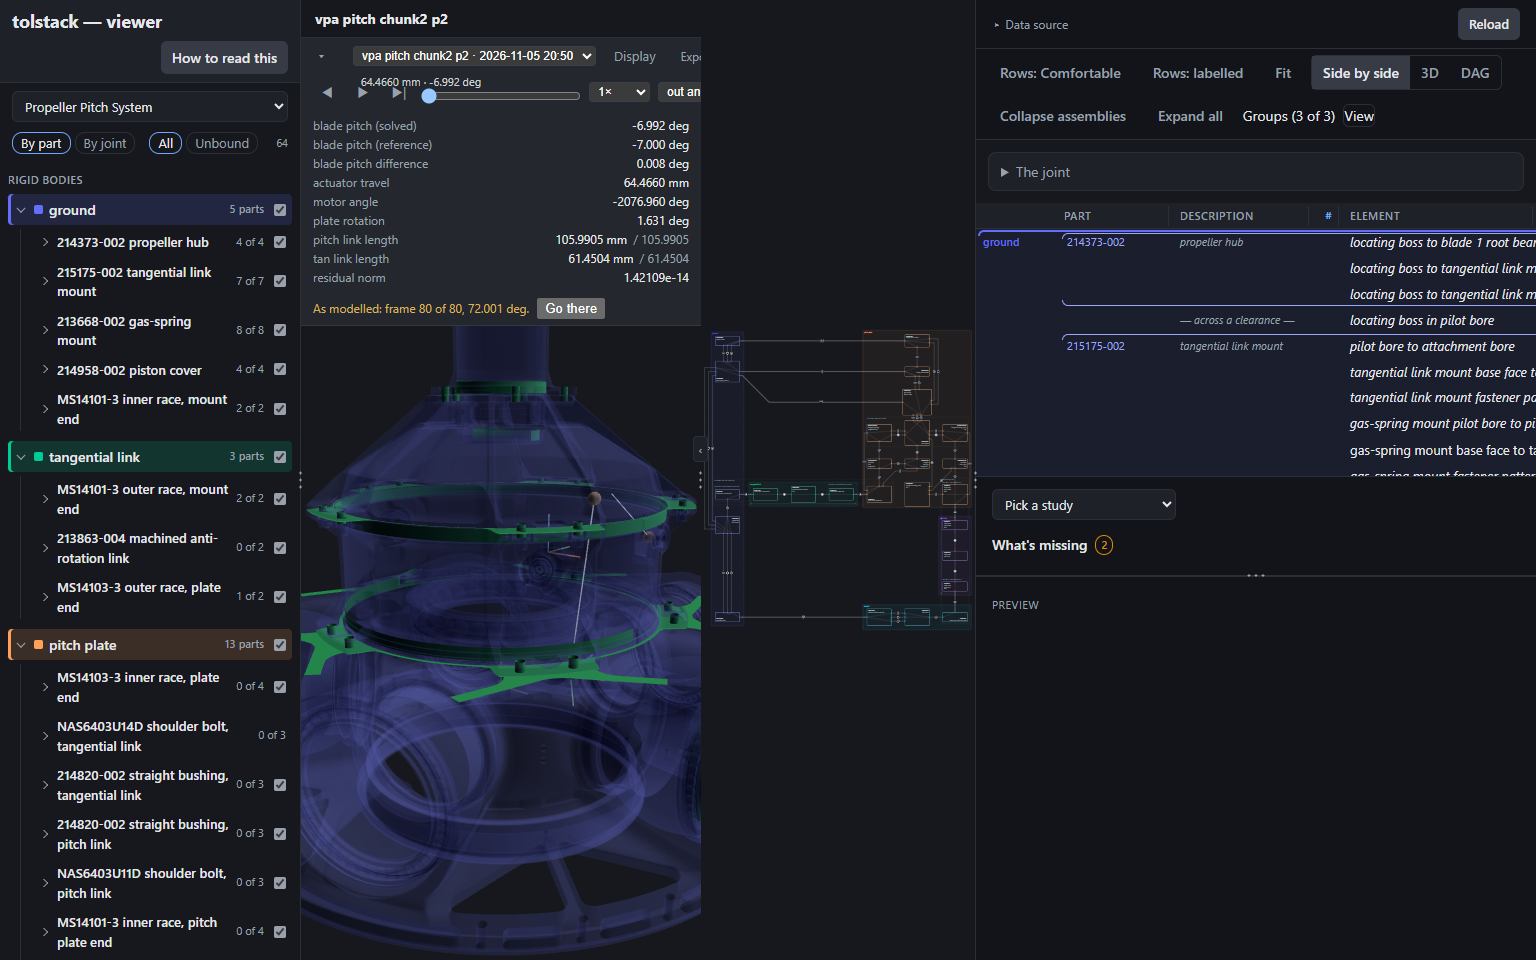 tolstack — viewer
How to read this
Propeller Pitch System
By part
By joint
All
Unbound
64
RIGID BODIES
ground
5 parts
214373-002 propeller hub
4 of 4
215175-002 tangential link
mount
7 of 7
213668-002 gas-spring
mount
8 of 8
214958-002 piston cover
4 of 4
MS14101-3 inner race, mount
end
2 of 2
tangential link
3 parts
MS14101-3 outer race, mount
end
2 of 2
213863-004 machined anti-
rotation link
0 of 2
MS14103-3 outer race, plate
end
1 of 2
pitch plate
13 parts
MS14103-3 inner race, plate
end
0 of 4
NAS6403U14D shoulder bolt,
tangential link
0 of 3
214820-002 straight bushing,
tangential link
0 of 3
214820-002 straight bushing,
pitch link
0 of 3
NAS6403U11D shoulder bolt,
pitch link
0 of 3
MS14101-3 inner race, pitch
plate end
0 of 4
vpa pitch chunk2 p2
vpa pitch chunk2 p2 · 2026-11-05 20:50
Display
Expo
64.4660 mm · -6.992 deg
1×
out an
blade pitch (solved)
-6.992 deg
blade pitch (reference)
-7.000 deg
blade pitch difference
0.008 deg
actuator travel
64.4660 mm
motor angle
-2076.960 deg
plate rotation
1.631 deg
pitch link length
105.9905 mm / 105.9905
tan link length
61.4504 mm / 61.4504
residual norm
1.42109e-14
As modelled: frame 80 of 80, 72.001 deg.
Go there
Data source
Reload
Rows: Comfortable
Rows: labelled
Fit
Side by side
3D
DAG
Collapse assemblies
Expand all
Groups (3 of 3)
View
The joint
PART
DESCRIPTION
#
ELEMENT
ground
214373-002
propeller hub
locating boss to blade 1 root bear
locating boss to tangential link m
locating boss to tangential link m
— across a clearance —
locating boss in pilot bore
215175-002
tangential link mount
pilot bore to attachment bore
tangential link mount base face to
tangential link mount fastener pa
gas-spring mount pilot bore to pi
gas-spring mount base face to ta
gas-spring mount fastener pattern
Pick a study
What's missing
2
PREVIEW